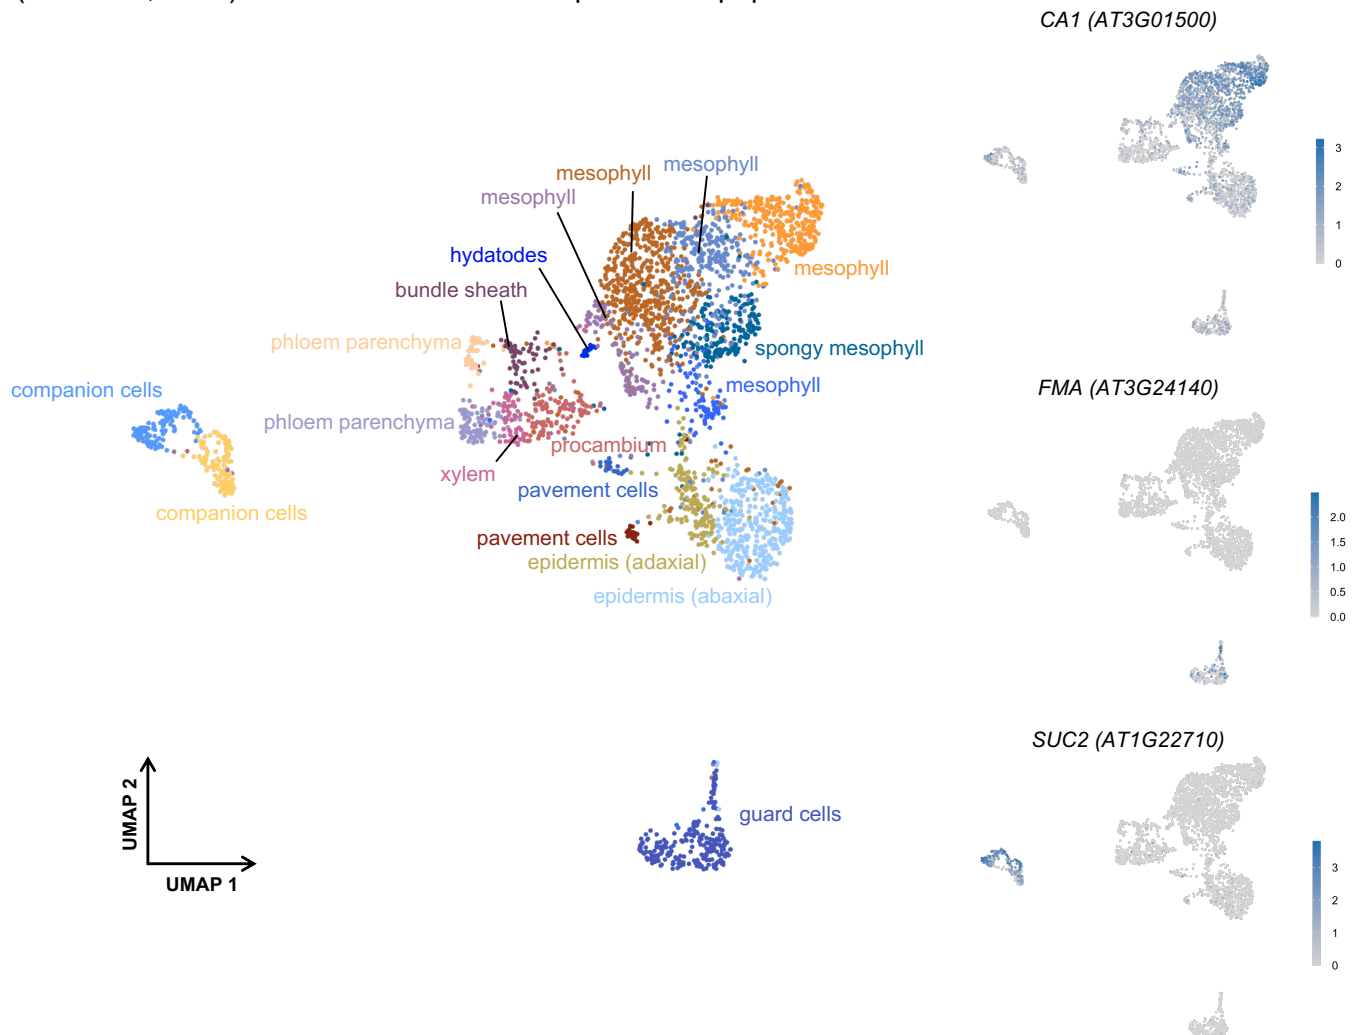 CA1 (AT3G01500)
mesophyll
mesophyll
mesophyll
hydatodes
mesophyll
bundle sheath
phloem parenchyma
spongy mesophyll
companion cells
mesophyll
phloem parenchyma
procambium
xylem
pavement cells
companion cells
pavement cells
epidermis (adaxial)
epidermis (abaxial)
guard cells
UMAP 2
UMAP 1
3
2
1
0
FMA (AT3G24140)
2.0
1.5
1.0
0.5
0.0
SUC2 (AT1G22710)
3
2
1
0